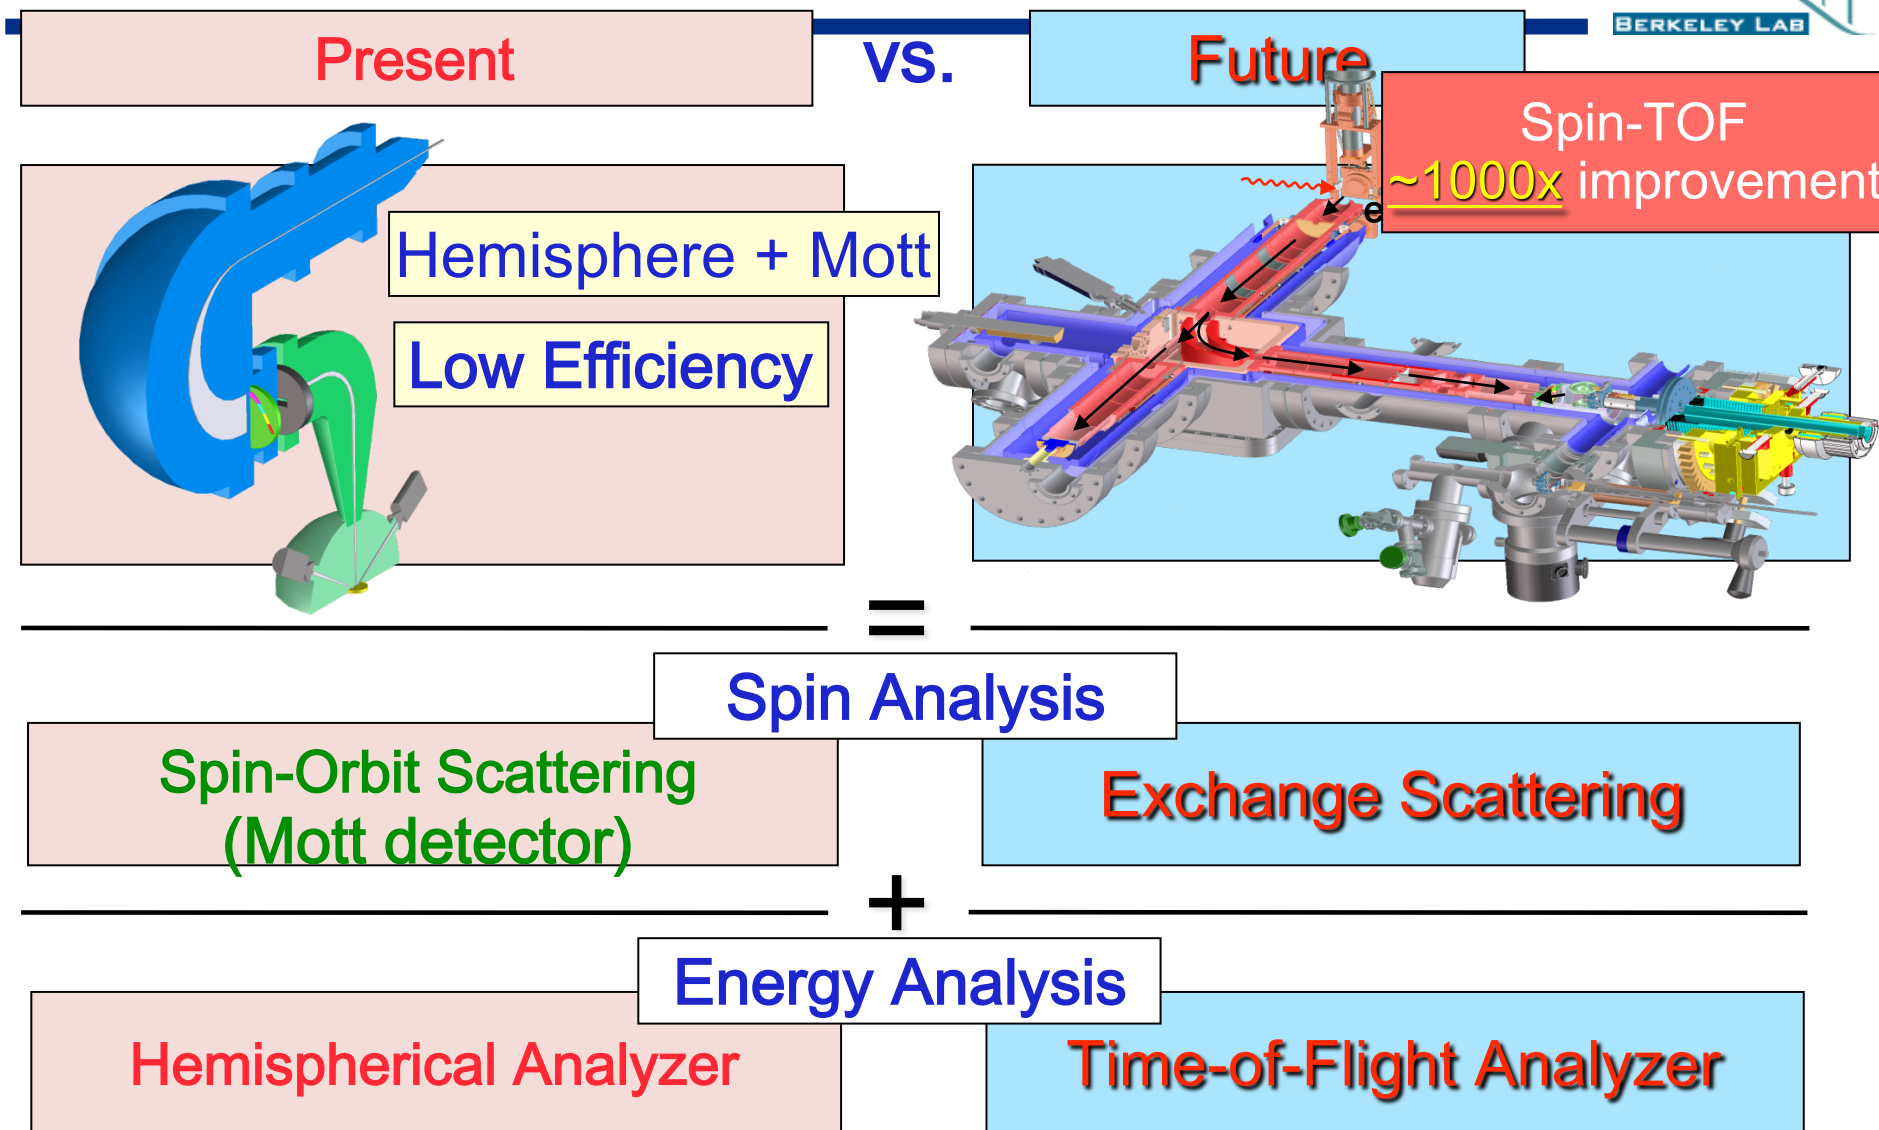 BERKELEY LAB
Present
vs.
Future
Spin-TOF
~1000x improvement
e
Hemisphere + Mott
Low Efficiency
=
Spin Analysis
Spin-Orbit Scattering
(Mott detector)
Exchange Scattering
+
Energy Analysis
Hemispherical Analyzer
Time-of-Flight Analyzer